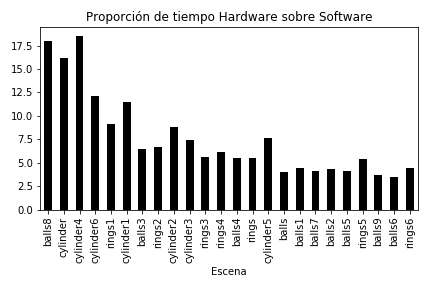 Proporción de tiempo Hardware sobre Software
17.5
15.0
12.5
10.0
7.5
5.0
2.5
0.0
balls8
cylinder
cylinder4
cylinder6
rings1
cylinder1
balls3
rings2
cylinder2
cylinder3
rings3
rings4
balls4
rings
cylinder5
balls
balls1
balls7
balls2
balls5
rings5
balls9
balls6
rings6
Escena